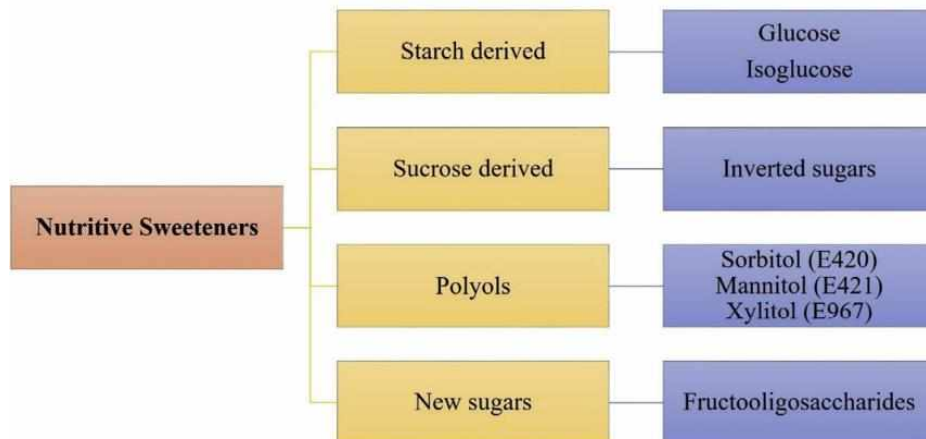 Nutritive Sweeteners
Starch derived
Glucose
Isoglucose
Sucrose derived
Inverted sugars
Polyols
Sorbitol (E420)
Mannitol (E421)
Xylitol (E967)
New sugars
Fructooligosaccharides